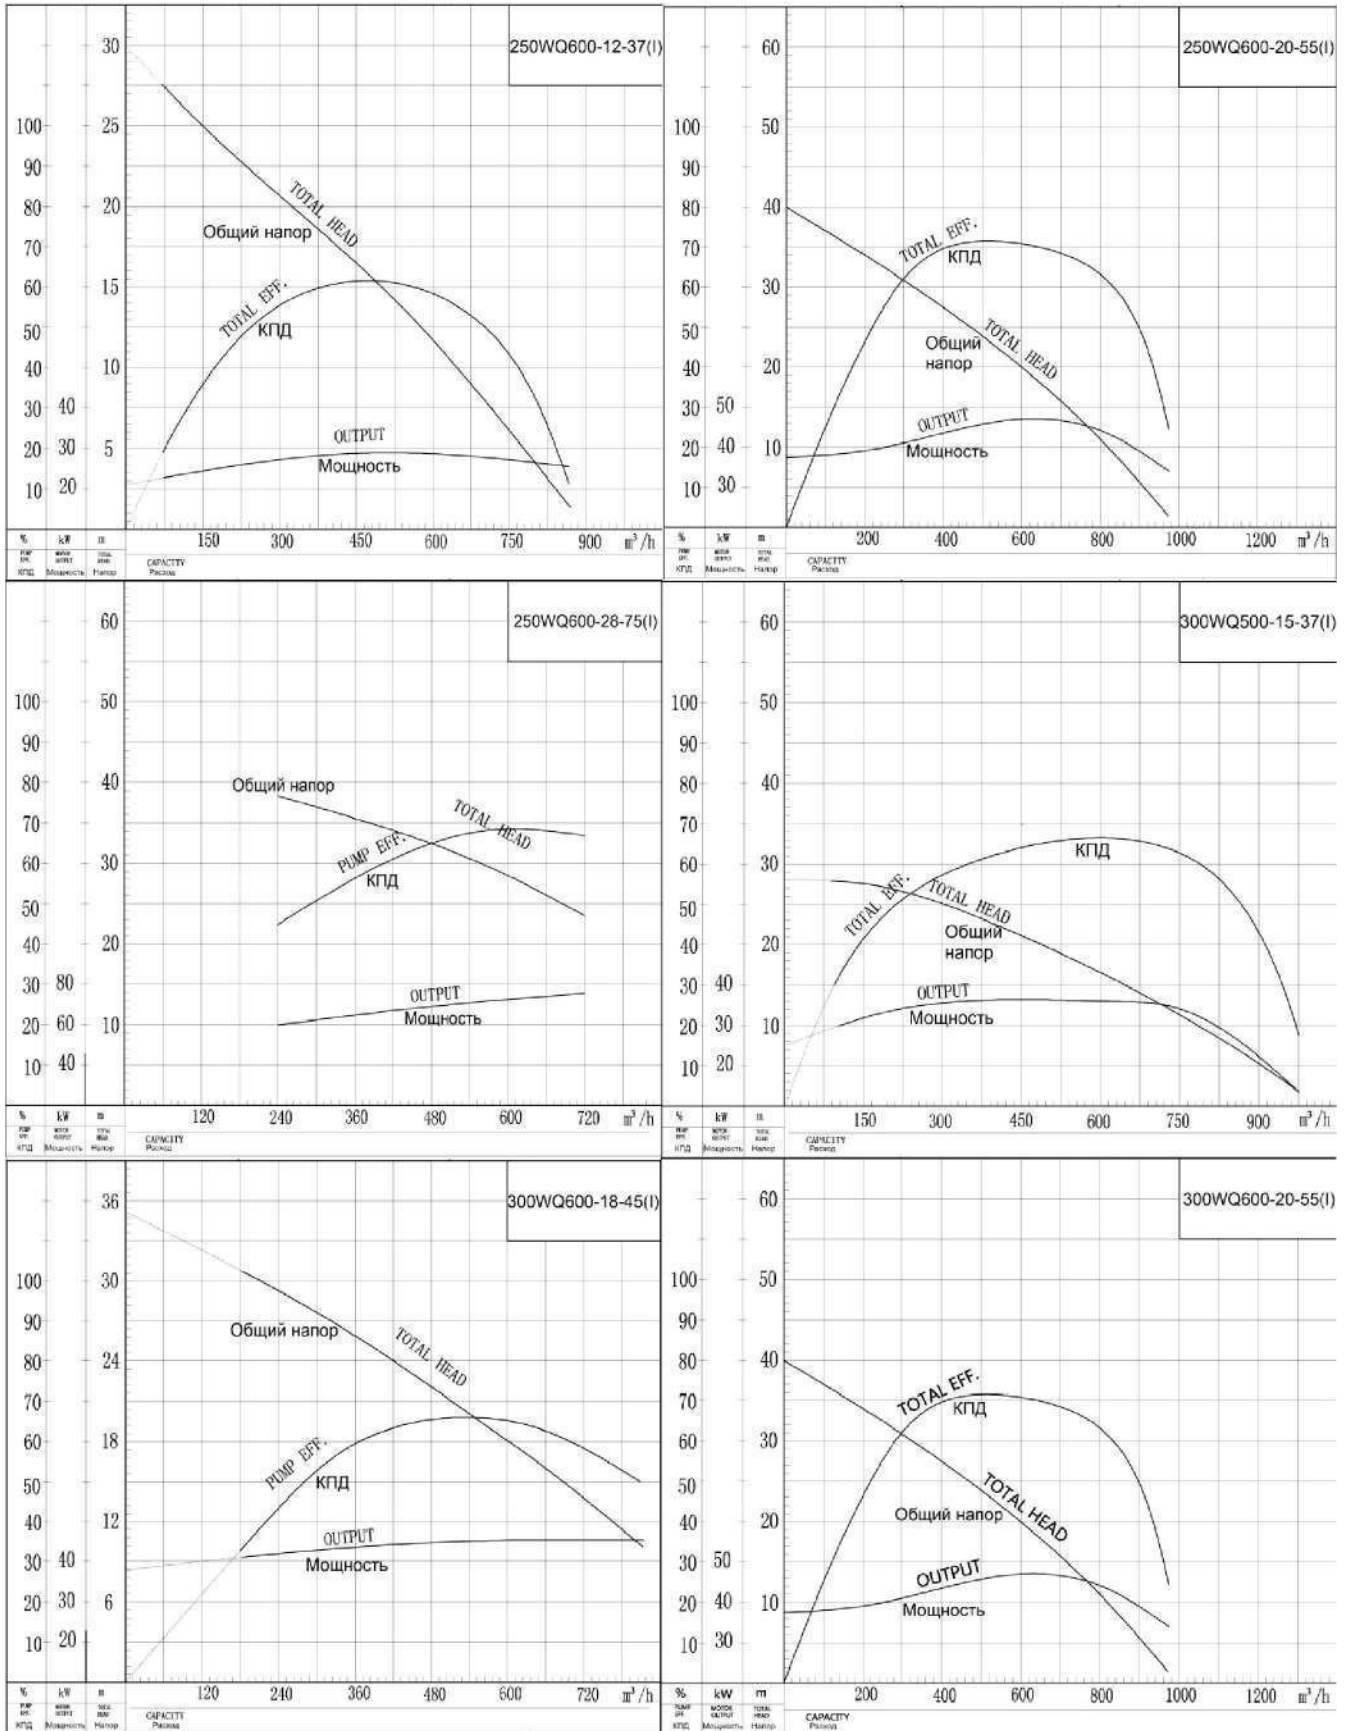 250WQ600-12-37(I)
30
100
25
90
80
20
TOTAL HEAD
Общий напор
70
60
15
TOTAL EFF.
КПД
50
40
10
30
40
OUTPUT
20
30
5
Мощность
10
20
%
kW
m
150
300
450
600
750
900
m³/h
КПД
Мощность
Напор
CAPACITY
Расход
250WQ600-20-55(I)
60
100
50
90
80
40
TOTAL EFF.
КПД
70
60
30
TOTAL HEAD
Общий
напор
50
40
20
30
50
OUTPUT
20
40
10
Мощность
10
30
%
kW
m
200
400
600
800
1000
1200
m³/h
КПД
Мощность
Напор
CAPACITY
Расход
250WQ600-28-75(I)
60
100
50
90
80
40
Общий напор
TOTAL HEAD
70
60
30
PUMP EFF.
КПД
50
40
20
30
80
OUTPUT
20
60
10
Мощность
10
40
%
kW
m
120
240
360
480
600
720
m³/h
КПД
Мощность
Напор
CAPACITY
Расход
300WQ500-15-37(I)
60
100
50
90
80
40
70
60
30
КПД
TOTAL EFF.
TOTAL HEAD
50
Общий
напор
40
20
30
40
OUTPUT
20
30
10
Мощность
10
20
%
kW
m
150
300
450
600
750
900
m³/h
КПД
Мощность
Напор
CAPACITY
Расход
300WQ600-18-45(I)
36
100
30
90
Общий напор
80
24
TOTAL HEAD
70
60
18
PUMP EFF.
КПД
50
40
12
OUTPUT
30
40
Мощность
20
30
6
10
20
%
kW
m
120
240
360
480
600
720
m³/h
КПД
Мощность
Напор
CAPACITY
Расход
300WQ600-20-55(I)
60
100
50
90
80
40
TOTAL EFF.
КПД
70
60
30
50
TOTAL HEAD
Общий напор
40
20
30
50
OUTPUT
20
40
10
Мощность
10
30
%
kW
m
200
400
600
800
1000
1200
m³/h
КПД
Мощность
Напор
CAPACITY
Расход